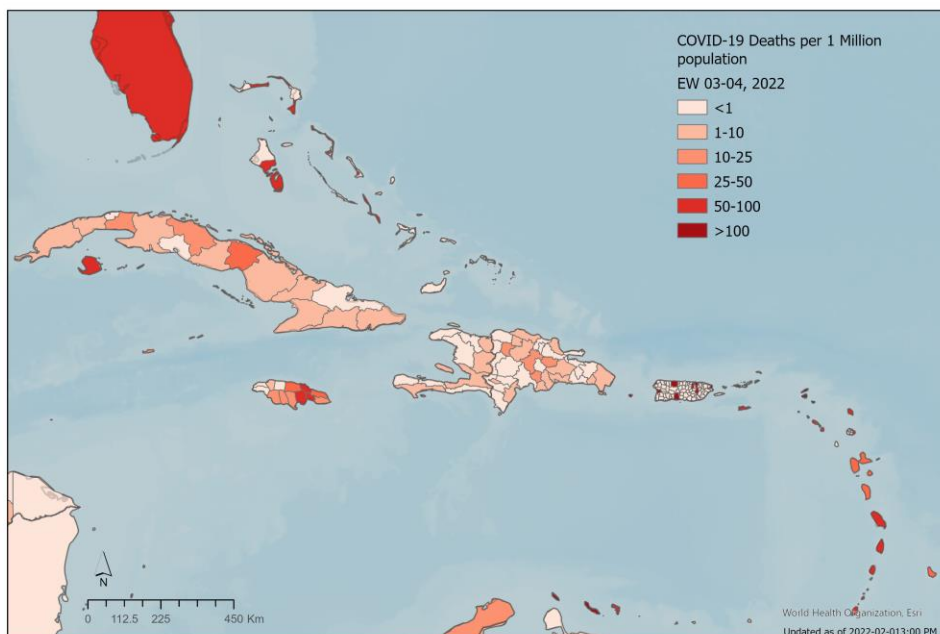 COVID-19 Deaths per 1 Million
population
EW 03-04, 2022
<1
1-10
10-25
25-50
50-100
>100
N
0 112.5 225 450 Km
World Health Organization, Esri
Updated as of 2022-02-013:00 PM